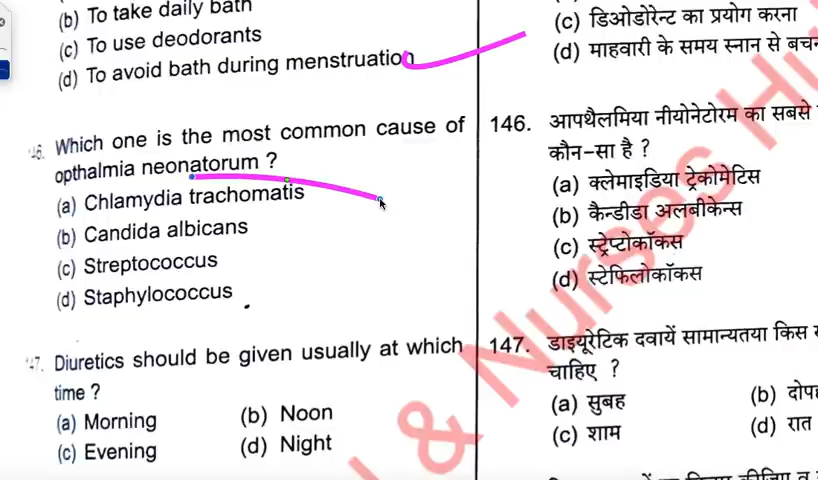 (b) To take daily bath
(c) To use deodorants
(d) To avoid bath during menstruation
Which one is the most common cause of
opthalmia neonatorum ?
(a) Chlamydia trachomatis
(b) Candida albicans
(c) Streptococcus
(d) Staphylococcus
Diuretics should be given usually at which
time ?
(a) Morning (b) Noon
(c) Evening (d) Night
(c) डिओडोरेन्ट का प्रयोग करना
(d) माहवारी के समय स्नान से
146. आपथैलमिया नीयोनेटोरम का सबसे
कौन-सा है ?
(a) क्लेमाइडिया ट्रेकोमेटिस
(b) कैन्डीडा अलबीकेन्स
(c) स्ट्रेप्टोकॉकस
(d) स्टेफिलोकॉकस
147. डाइयूरेटिक दवायें सामान्यतया किस
चाहिए ?
(a) सुबह (b)
(c) शाम (d) रात
& Nurses